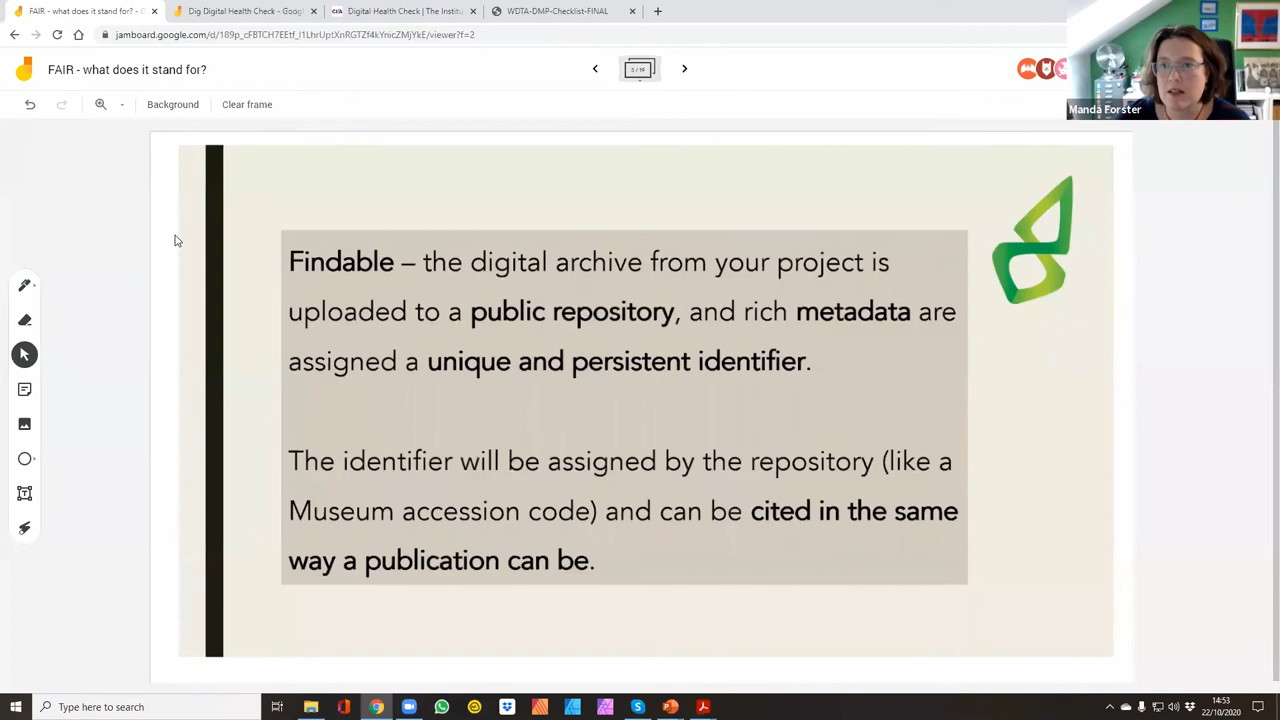 FAIR - what does it stand for?
Dig Digital Health Check - Goog
Digital Health Check | The Institu
WDTA-DMP-Checklist-FINAL
jamboard.google.com/d/189p_cFBTCH7EEtf_l1LhrUptXnRGTZf4kYnicZMjYkE/viewer?f=2
FAIR - what does it stand for?
3 / 19
Manda Forster
Background
Clear frame
Findable – the digital archive from your project is
uploaded to a public repository, and rich metadata are
assigned a unique and persistent identifier.
The identifier will be assigned by the repository (like a
Museum accession code) and can be cited in the same
way a publication can be.
Type here to search
14:53
22/10/2020